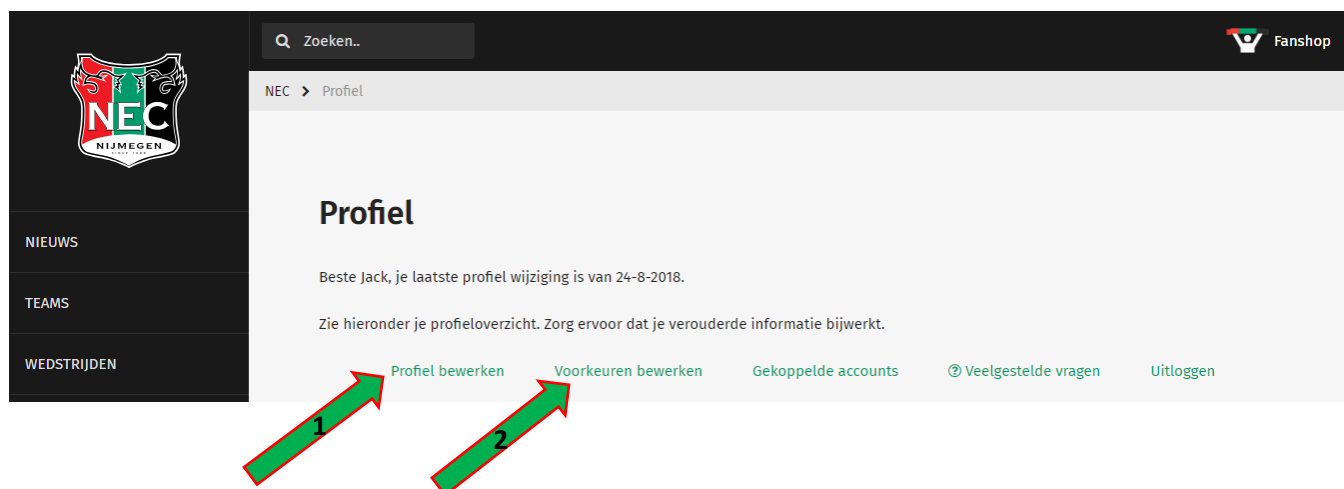 Zoeken..
Fanshop
NEC > Profiel
NEC
NIJMEGEN
Profiel
NIEUWS
Beste Jack, je laatste profiel wijziging is van 24-8-2018.
TEAMS
Zie hieronder je profieloverzicht. Zorg ervoor dat je verouderde informatie bijwerkt.
WEDSTRIJDEN
Profiel bewerken Voorkeuren bewerken Gekoppelde accounts ? Veelgestelde vragen Uitloggen
1
2